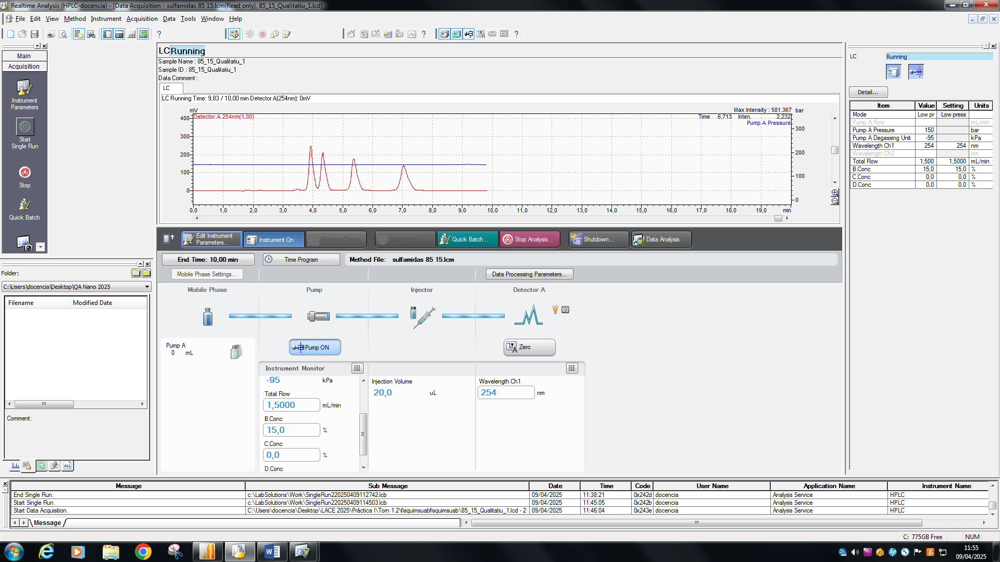 Realtime Analysis (HPLC-docencia) - [Data Acquisition - sulfamidas 85 15.lcm(Read only), 85_15_Qualitatiu_1.lcd]
File Edit View Method Instrument Acquisition Data Tools Window Help
Main
Acquisition
Instrument
Parameters
Start
Single Run
Stop
Quick Batch
Folder:
C:\Users\docencia\Desktop\QA Nano 2025
Filename Modified Date
Comment:
ALL
LC Running
Sample Name : 85_15_Qualitatiu_1
Sample ID : 85_15_Qualitatiu_1
Data Comment :
LC
LC Running Time: 9,83 / 10,00 min Detector A(254nm): 0mV
mV
Max Intensity : 581.367 bar
Detector A 254nm(1,00)
Time 6,713 Inten. 2,232
Pump A Pressure
400
300
200
100
0
300
200
100
0
0,0 1,0 2,0 3,0 4,0 5,0 6,0 7,0 8,0 9,0 10,0 11,0 12,0 13,0 14,0 15,0 16,0 17,0 18,0 19,0 min
Edit Instrument
Parameters...
Instrument On
Baseline Check
Single Run
Quick Batch...
Stop Analysis...
Shutdown...
Data Analysis
End Time: 10,00 min
Time Program
Method File: sulfamidas 85 15.lcm
Mobile Phase Settings...
Data Processing Parameters...
Mobile Phase Pump Injector Detector A
D2
Pump A
0 mL
Pump ON
Zero
Instrument Monitor
-95 kPa
Total Flow
1,5000 mL/min
B.Conc
15,0 %
C.Conc
0,0 %
D.Conc
Injection Volume
20,0 uL
Wavelength Ch1
254 nm
LC Running
Detail...
Item Value Setting Units
Mode Low pr Low press
Pump A Flow mL/min
Pump A Pressure 150 bar
Pump A Degassing Unit -95 kPa
Wavelength Ch1 254 254 nm
Wavelength Ch2 nm
Total Flow 1,500 1,5000 mL/min
B.Conc 15,0 15,0 %
C.Conc 0,0 0,0 %
D.Conc 0,0 0,0 %
Message Sub Message Date Time Code User Name Application Name Instrument Name
End Single Run. c:\LabSolutions\Work\SingleRun220250409112742.lcb 09/04/2025 11:38:21 0x242d docencia Analysis Service HPLC
Start Single Run. c:\LabSolutions\Work\SingleRun220250409114503.lcb 09/04/2025 11:45:05 0x242b docencia Analysis Service HPLC
Start Data Acquisition. C:\Users\docencia\Desktop\LACE 2025\Pràctica I\Torn 1.2\fisquimsuabfisquimsuab\85_15_Qualitatiu_1.lcd - 2 09/04/2025 11:46:04 0x243e docencia Analysis Service HPLC
Message
C: 775GB Free NUM
11:55
09/04/2025